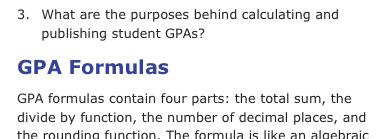 3. What are the purposes behind calculating and
publishing student GPAs?
GPA Formulas
GPA formulas contain four parts: the total sum, the
divide by function, the number of decimal places, and
the rounding function. The formula is like an algebraic